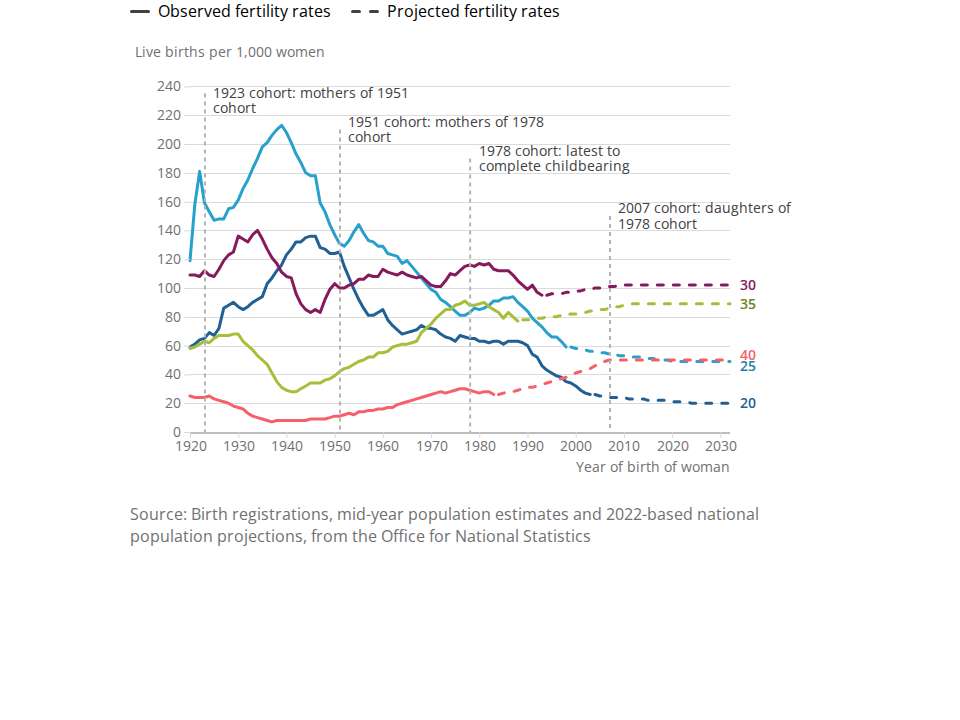 Observed fertility rates Projected fertility rates
Live births per 1,000 women
240
220
200
180
160
140
120
100
80
60
40
20
0
1923 cohort: mothers of 1951
cohort
1951 cohort: mothers of 1978
cohort
1978 cohort: latest to
complete childbearing
2007 cohort: daughters of
1978 cohort
30
35
40
25
20
1920 1930 1940 1950 1960 1970 1980 1990 2000 2010 2020 2030
Year of birth of woman
Source: Birth registrations, mid-year population estimates and 2022-based national
population projections, from the Office for National Statistics